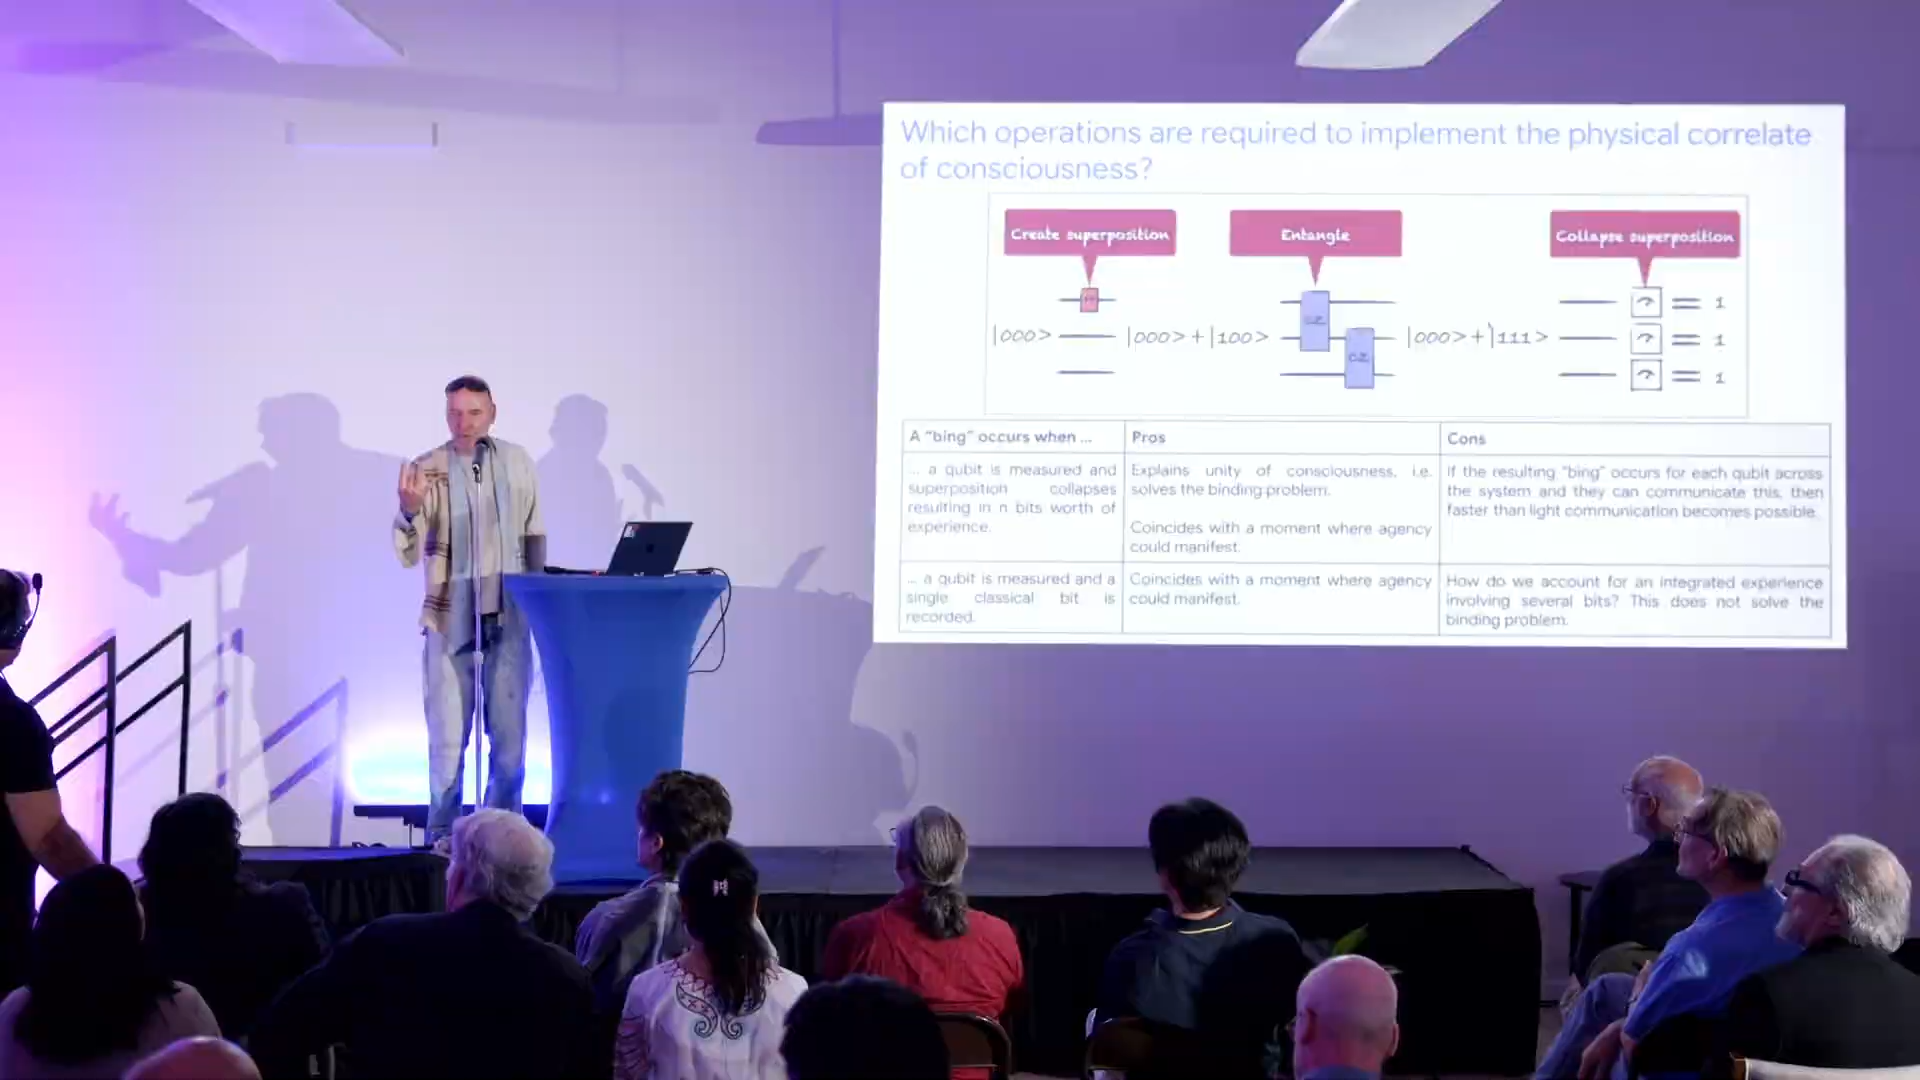 Which operations are required to implement the physical correlate
of consciousness?
Create superposition
Entangle
Collapse superposition
|000> |000>+|100> |000>+|111>
1
1
1
A "bing" occurs when ...
Pros
Cons
... a qubit is measured and
superposition collapses
resulting in n bits worth of
experience.
Explains unity of consciousness, i.e.
solves the binding problem.
Coincides with a moment where agency
could manifest.
If the resulting "bing" occurs for each qubit across
the system and they can communicate this, then
faster than light communication becomes possible.
... a qubit is measured and a
single classical bit is
recorded.
Coincides with a moment where agency
could manifest.
How do we account for an integrated experience
involving several bits? This does not solve the
binding problem.